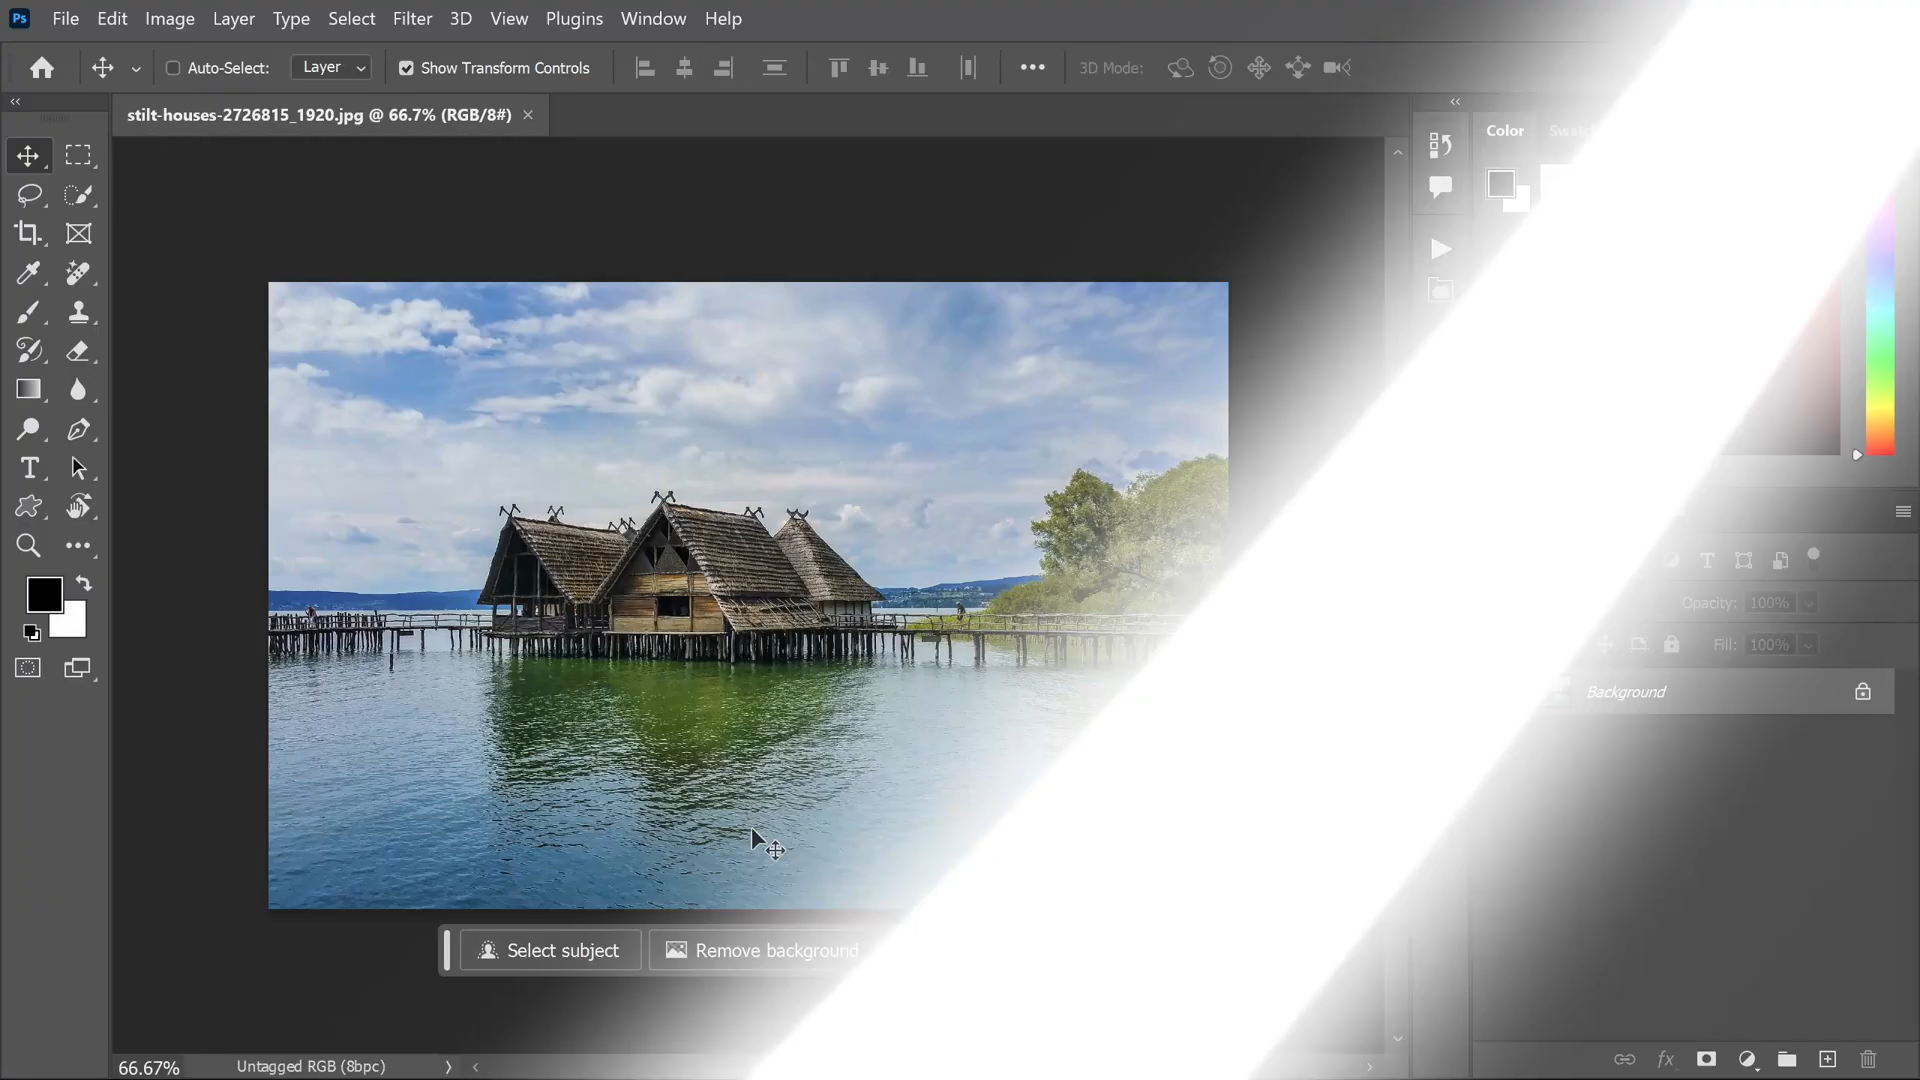 Ps File Edit Image Layer Type Select Filter 3D View Plugins Window Help
Auto-Select: Layer Show Transform Controls 3D Mode:
stilt-houses-2726815_1920.jpg @ 66.7% (RGB/8#)
Color
Opacity: 100%
Fill: 100%
Background
Select subject Remove background
66.67% Untagged RGB (8bpc)
fx